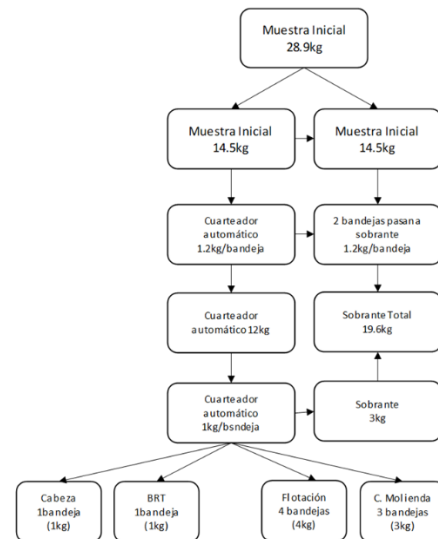 Muestra Inicial
28.9kg
Muestra Inicial
14.5kg
Muestra Inicial
14.5kg
Cuarteador
automático
1.2kg/bandeja
2 bandejas pasan a
sobrante
1.2kg/bandeja
Cuarteador
automático 12kg
Sobrante Total
19.6kg
Cuarteador
automático
1kg/bsndeja
Sobrante
3kg
Cabeza
1bandeja
(1kg)
BRT
1bandeja
(1kg)
Flotación
4 bandejas
(4kg)
C. Molienda
3 bandejas
(3kg)